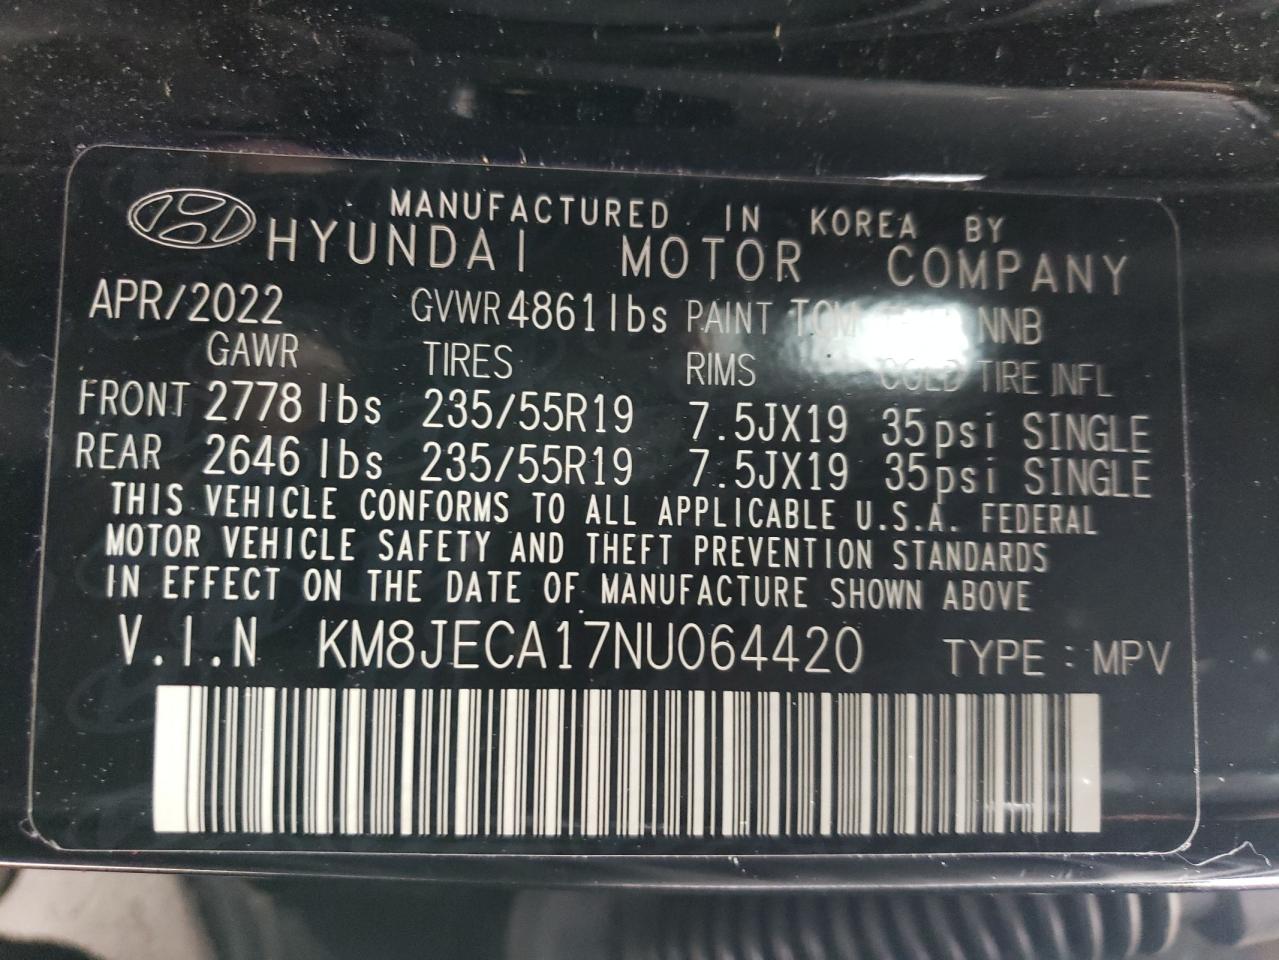 MANUFACTURED IN KOREA BY
HYUNDAI MOTOR COMPANY
APR/2022 GVWR 4861lbs PAINT TCM NNB
GAWR TIRES RIMS COLD TIRE INFL
FRONT 2778 lbs 235/55R19 7.5JX19 35psi SINGLE
REAR 2646 lbs 235/55R19 7.5JX19 35psi SINGLE
THIS VEHICLE CONFORMS TO ALL APPLICABLE U.S.A. FEDERAL
MOTOR VEHICLE SAFETY AND THEFT PREVENTION STANDARDS
IN EFFECT ON THE DATE OF MANUFACTURE SHOWN ABOVE
V.I.N KM8JECA17NU064420 TYPE : MPV